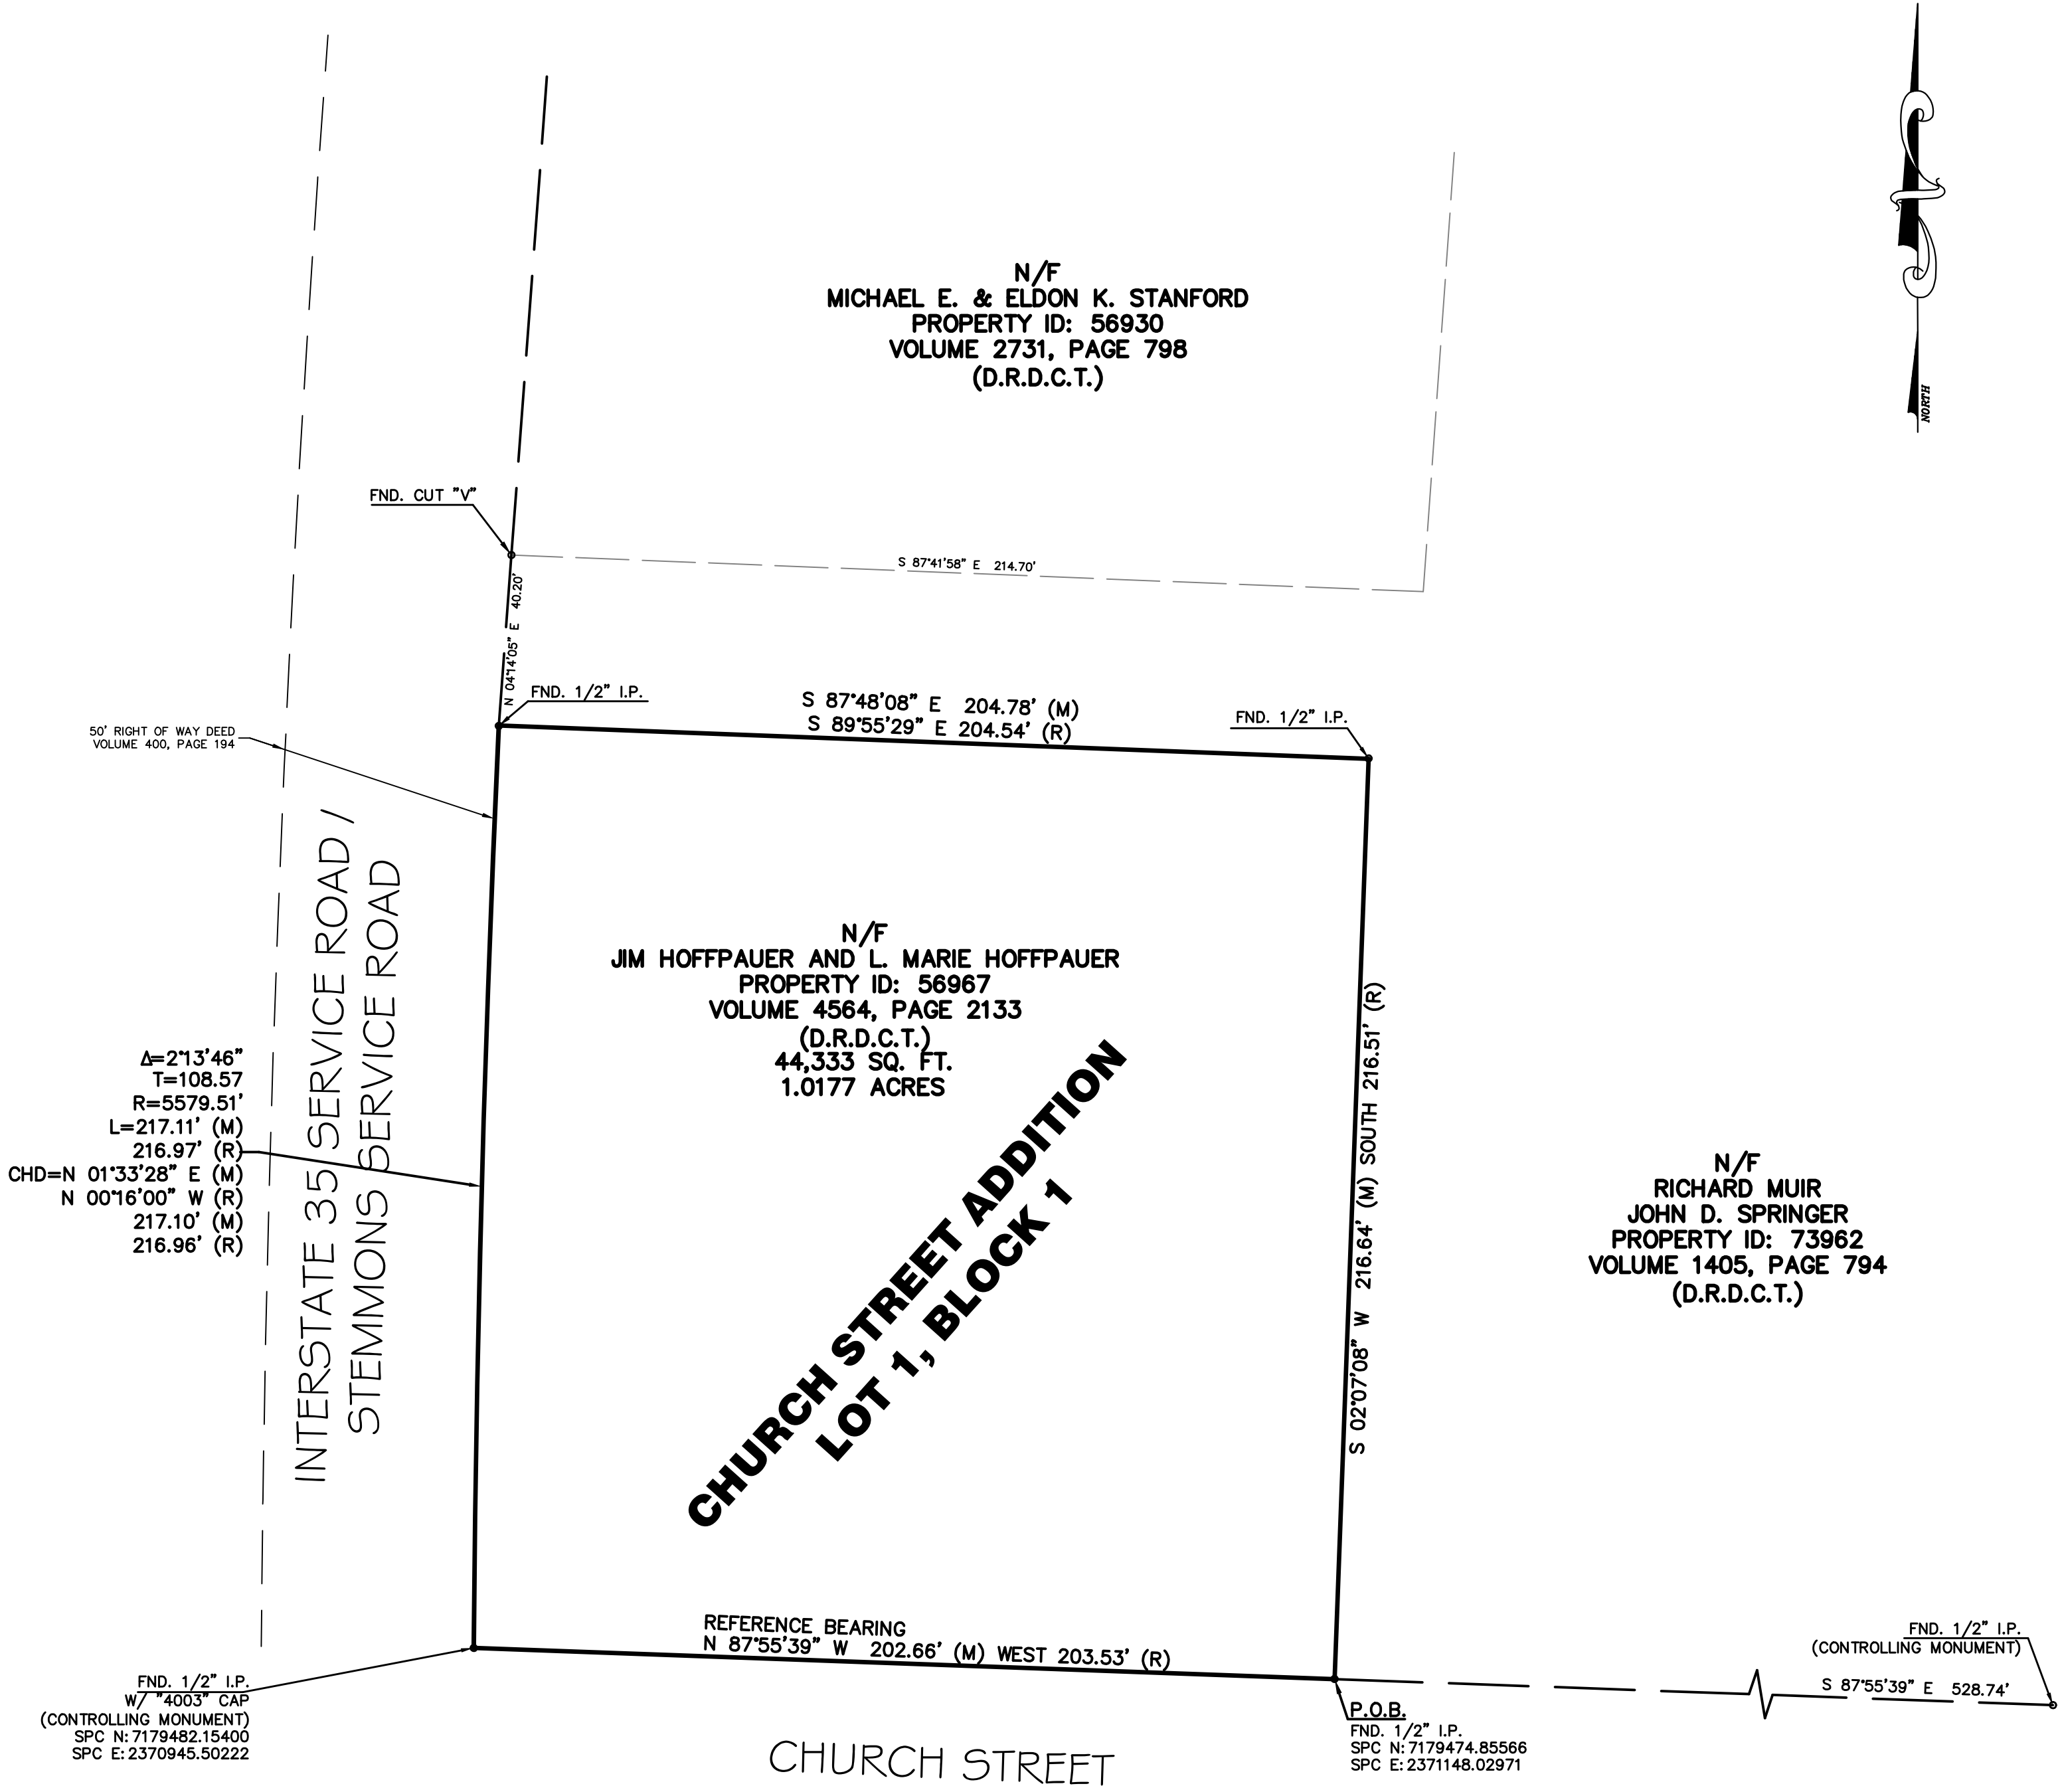 NORTH
N/F
MICHAEL E. & ELDON K. STANFORD
PROPERTY ID: 56930
VOLUME 2731, PAGE 798
(D.R.D.C.T.)
FND. CUT "V"
S 87°41'58" E 214.70'
N 04°14'05" E 40.20'
FND. 1/2" I.P.
S 87°48'08" E 204.78' (M)
S 89°55'29" E 204.54' (R)
FND. 1/2" I.P.
50' RIGHT OF WAY DEED
VOLUME 400, PAGE 194
INTERSTATE 35 SERVICE ROAD /
STEMMONS SERVICE ROAD
N/F
JIM HOFFPAUER AND L. MARIE HOFFPAUER
PROPERTY ID: 56967
VOLUME 4564, PAGE 2133
(D.R.D.C.T.)
44,333 SQ. FT.
1.0177 ACRES
CHURCH STREET ADDITION
LOT 1, BLOCK 1
Δ=2°13'46"
T=108.57
R=5579.51'
L=217.11' (M)
216.97' (R)
CHD=N 01°33'28" E (M)
N 00°16'00" W (R)
217.10' (M)
216.96' (R)
S 02°07'08" W 216.64' (M) SOUTH 216.51' (R)
N/F
RICHARD MUIR
JOHN D. SPRINGER
PROPERTY ID: 73962
VOLUME 1405, PAGE 794
(D.R.D.C.T.)
REFERENCE BEARING
N 87°55'39" W 202.66' (M) WEST 203.53' (R)
FND. 1/2" I.P.
(CONTROLLING MONUMENT)
S 87°55'39" E 528.74'
FND. 1/2" I.P.
W/ "4003" CAP
(CONTROLLING MONUMENT)
SPC N: 7179482.15400
SPC E: 2370945.50222
P.O.B.
FND. 1/2" I.P.
SPC N: 7179474.85566
SPC E: 2371148.02971
CHURCH STREET